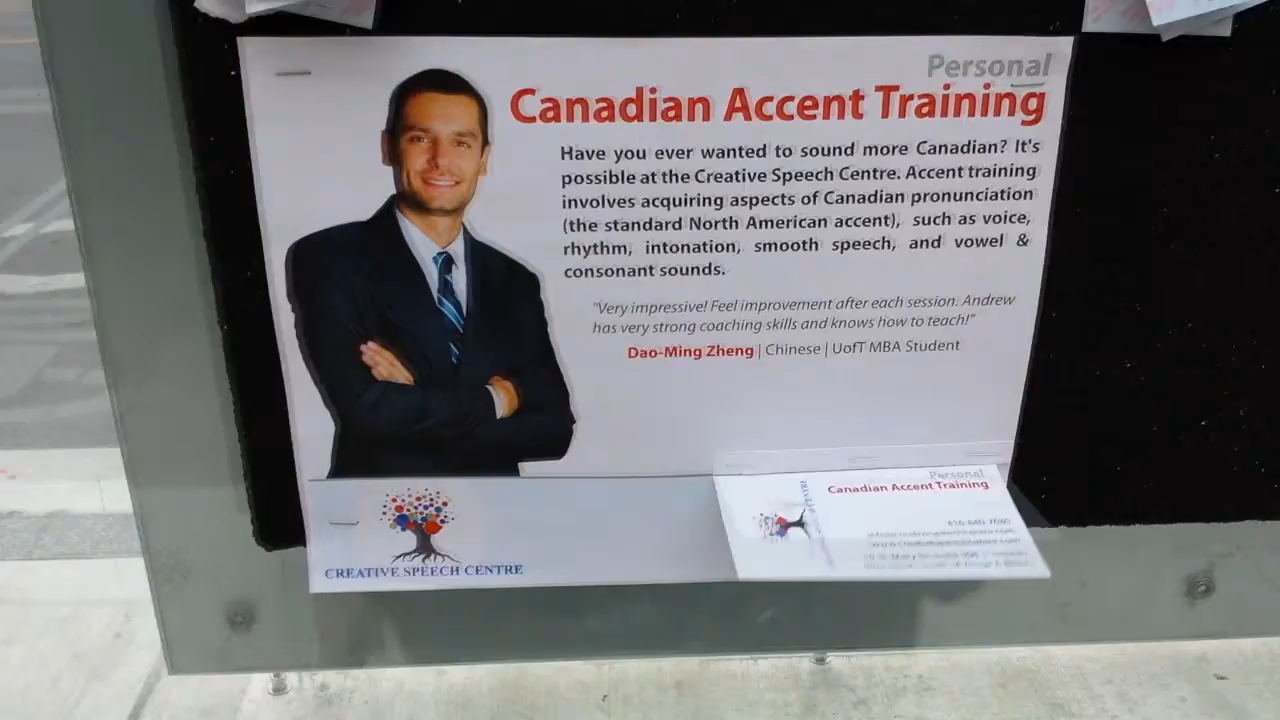 Personal
Canadian Accent Training
Have you ever wanted to sound more Canadian? It's
possible at the Creative Speech Centre. Accent training
involves acquiring aspects of Canadian pronunciation
(the standard North American accent), such as voice,
rhythm, intonation, smooth speech, and vowel &
consonant sounds.
"Very impressive! Feel improvement after each session. Andrew
has very strong coaching skills and knows how to teach!"
Dao-Ming Zheng | Chinese | UofT MBA Student
CREATIVE SPEECH CENTRE
Personal
Canadian Accent Training